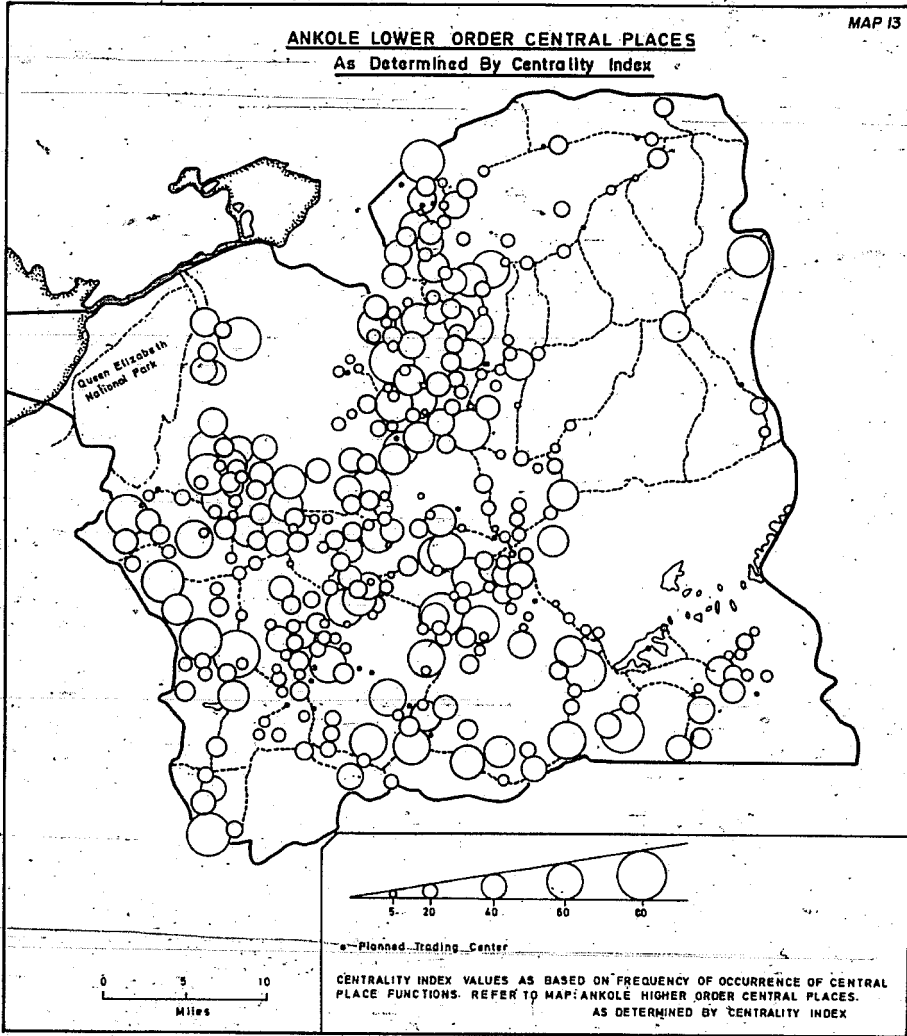 MAP 13
ANKOLE LOWER ORDER CENTRAL PLACES
As Determined By Centrality Index
Queen Elizabeth
National Park
5 20 40 60 80
Planned Trading Center
0 10
Miles
CENTRALITY INDEX VALUES AS BASED ON FREQUENCY OF OCCURRENCE OF CENTRAL
PLACE FUNCTIONS. REFER TO MAP: ANKOLE HIGHER ORDER CENTRAL PLACES.
AS DETERMINED BY CENTRALITY INDEX